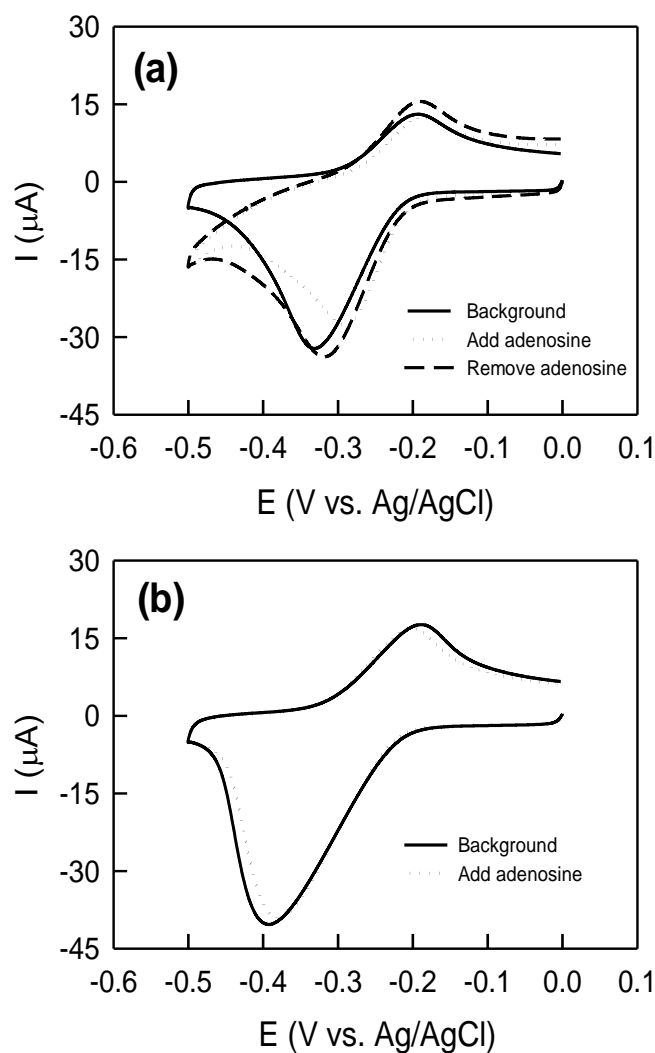 30
(a)
15
0
-15
-30
-45
I (μA)
Background
Add adenosine
Remove adenosine
-0.6 -0.5 -0.4 -0.3 -0.2 -0.1 0.0 0.1
E (V vs. Ag/AgCl)
30
(b)
15
0
-15
-30
-45
I (μA)
Background
Add adenosine
-0.6 -0.5 -0.4 -0.3 -0.2 -0.1 0.0 0.1
E (V vs. Ag/AgCl)